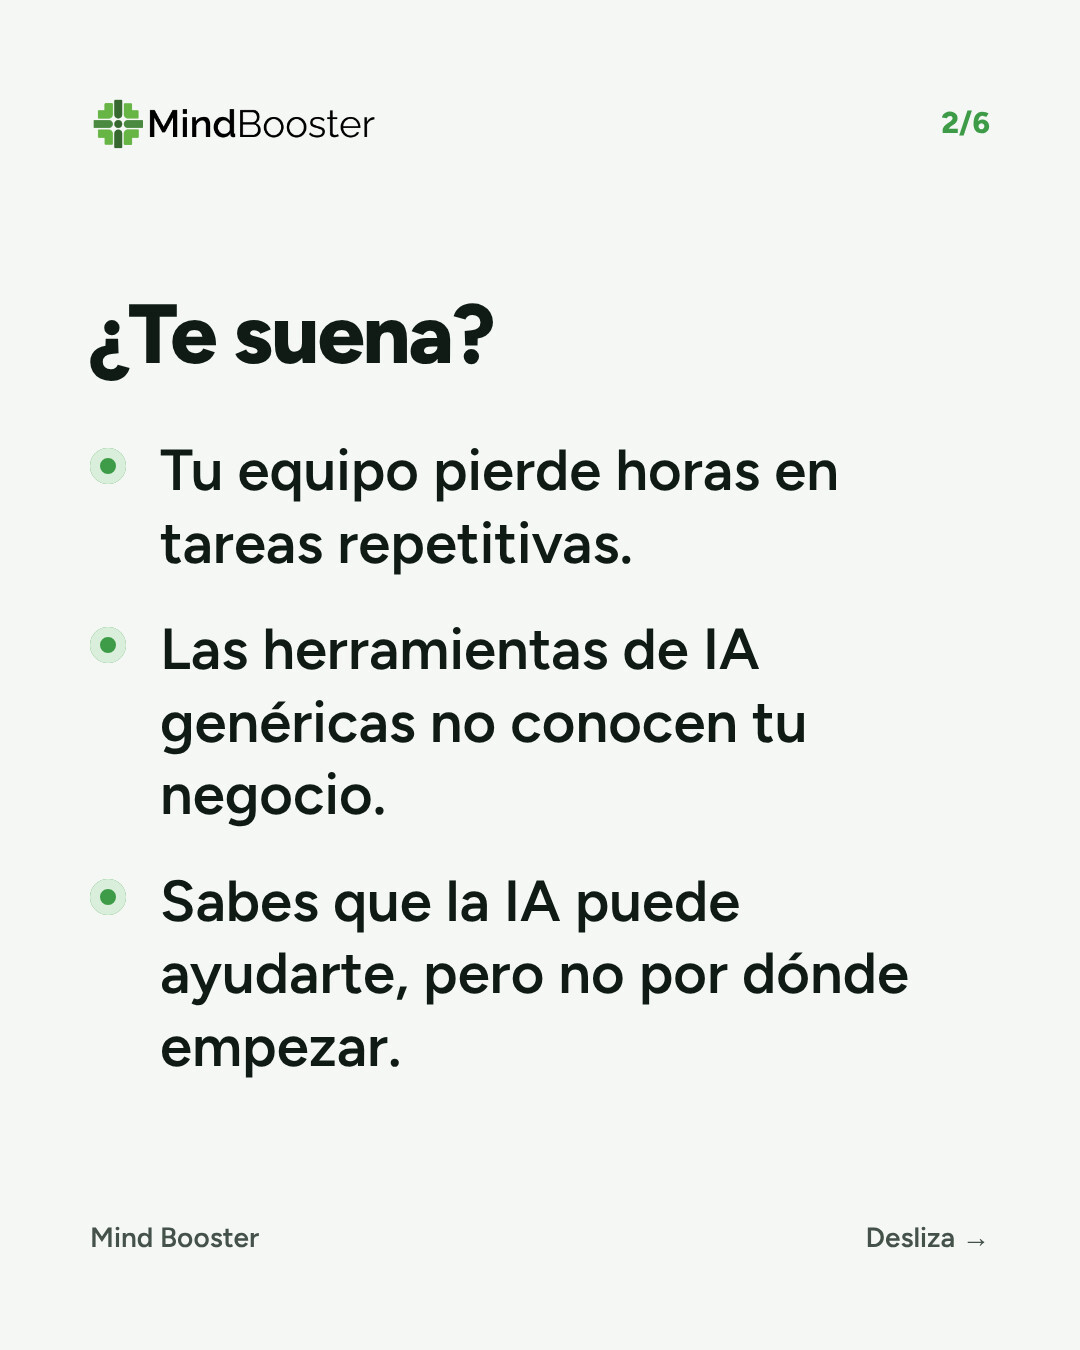 MindBooster
2/6
¿Te suena?
Tu equipo pierde horas en
tareas repetitivas.
Las herramientas de IA
genéricas no conocen tu
negocio.
Sabes que la IA puede
ayudarte, pero no por dónde
empezar.
Mind Booster
Desliza →